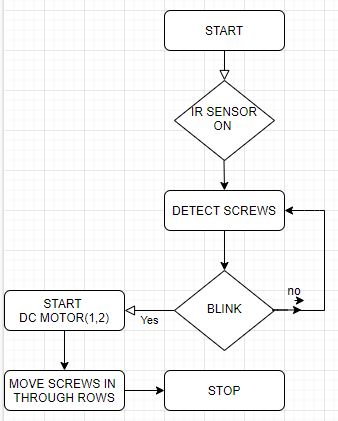 START
IR SENSOR
ON
DETECT SCREWS
BLINK
no
Yes
START
DC MOTOR(1,2)
MOVE SCREWS IN
THROUGH ROWS
STOP